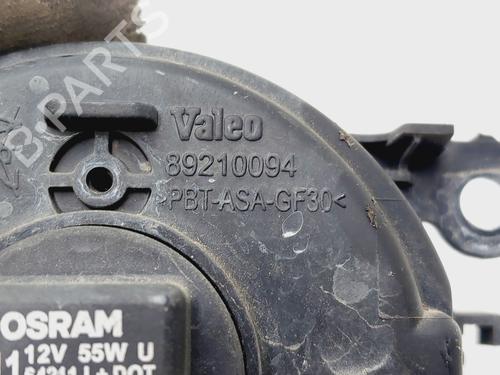 Valeo
89210094
>PBT-ASA-GF30<
B-PARTS
OSRAM
12V 55W U